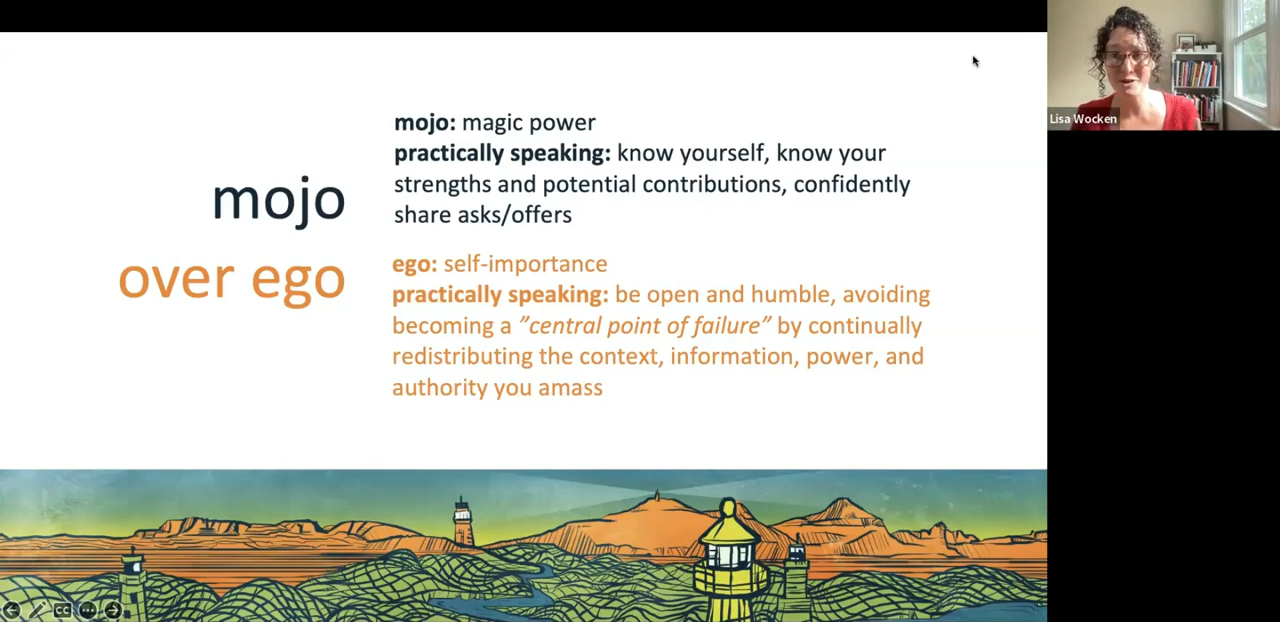 mojo
over ego
mojo: magic power
practically speaking: know yourself, know your
strengths and potential contributions, confidently
share asks/offers
ego: self-importance
practically speaking: be open and humble, avoiding
becoming a ”central point of failure” by continually
redistributing the context, information, power, and
authority you amass
Lisa Wocken
CC